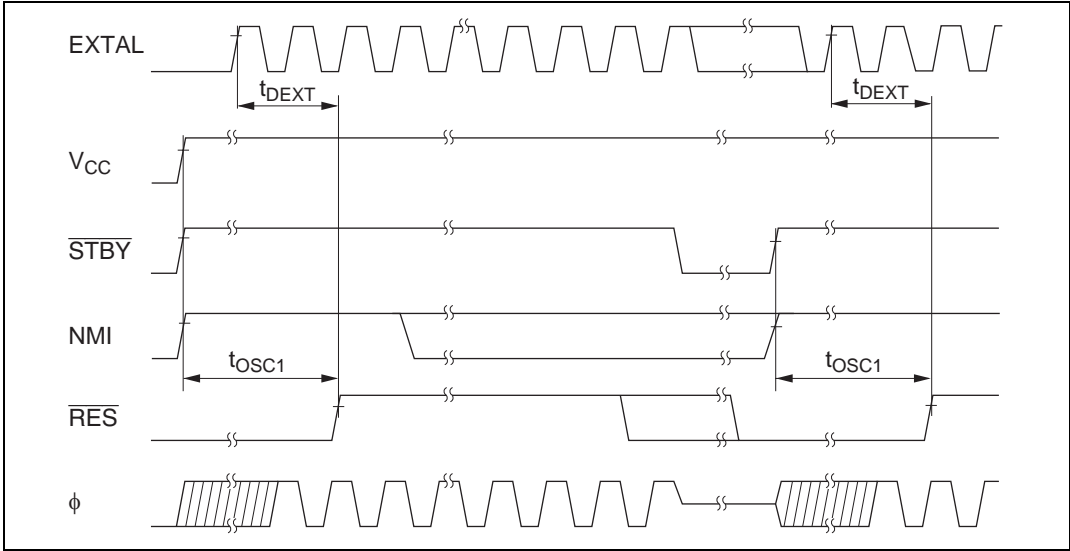 EXTAL
tDEXT
tDEXT
VCC
STBY
NMI
tOSC1
tOSC1
RES
ϕ